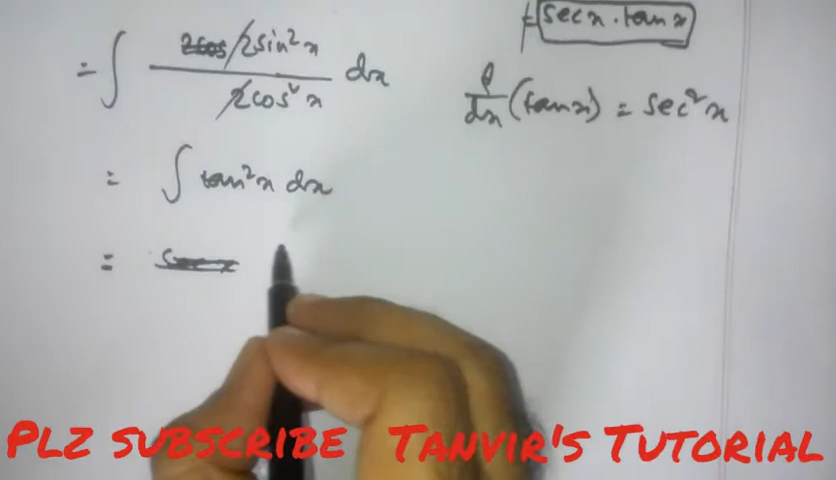 = sec x · tan x
= ∫ 2sin²x / 2cos²x dx
d/dx (tan x) = sec²x
= ∫ tan²x dx
=
PLZ SUBSCRIBE TANVIR'S TUTORIAL